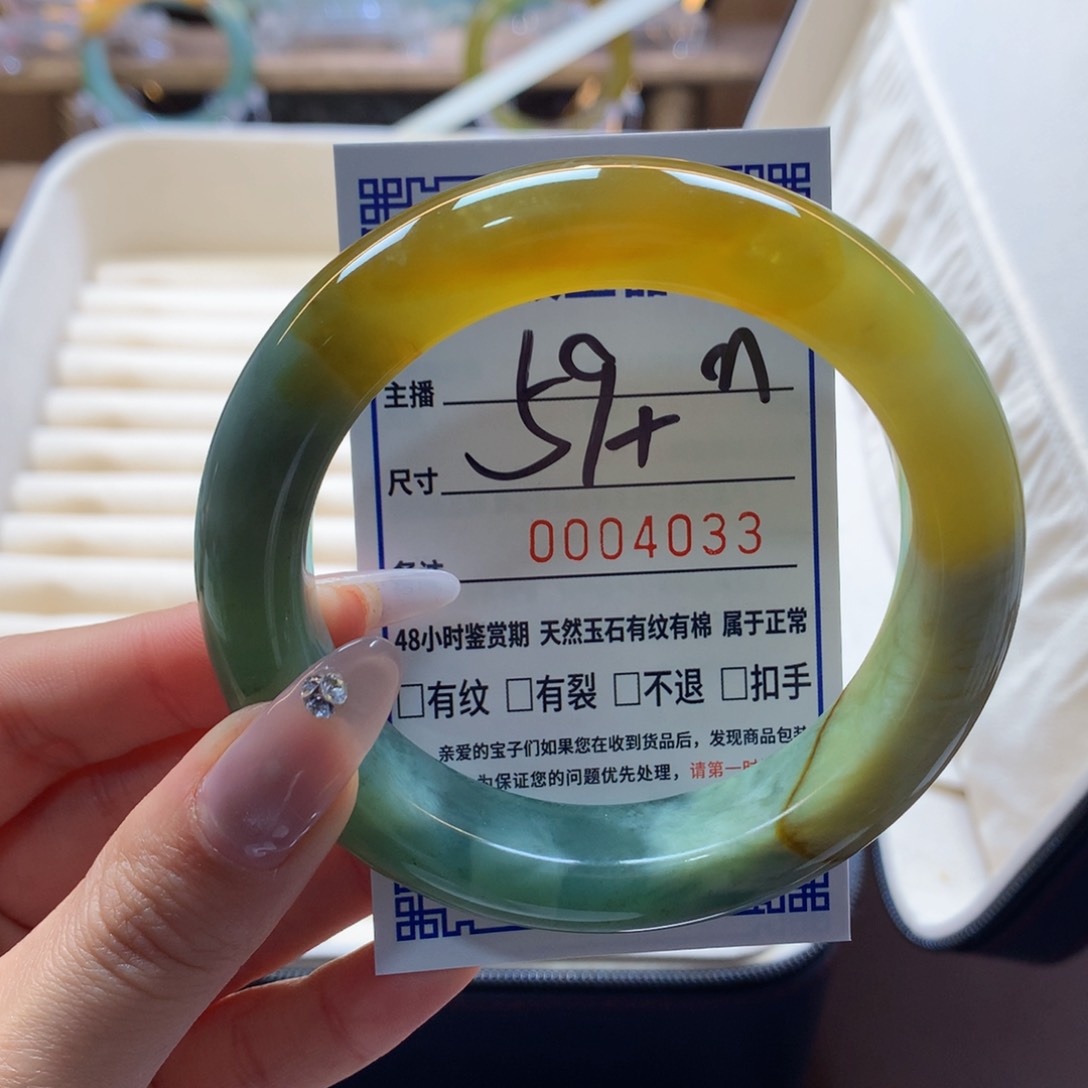 n
主播 59+
尺寸
0004033
48小时鉴赏期 天然玉石有纹有棉 属于正常
□有纹 □有裂 □不退 □扣手
亲爱的宝子们如果您在收到货品后，发现商品包装
为保证您的问题优先处理，请第一时